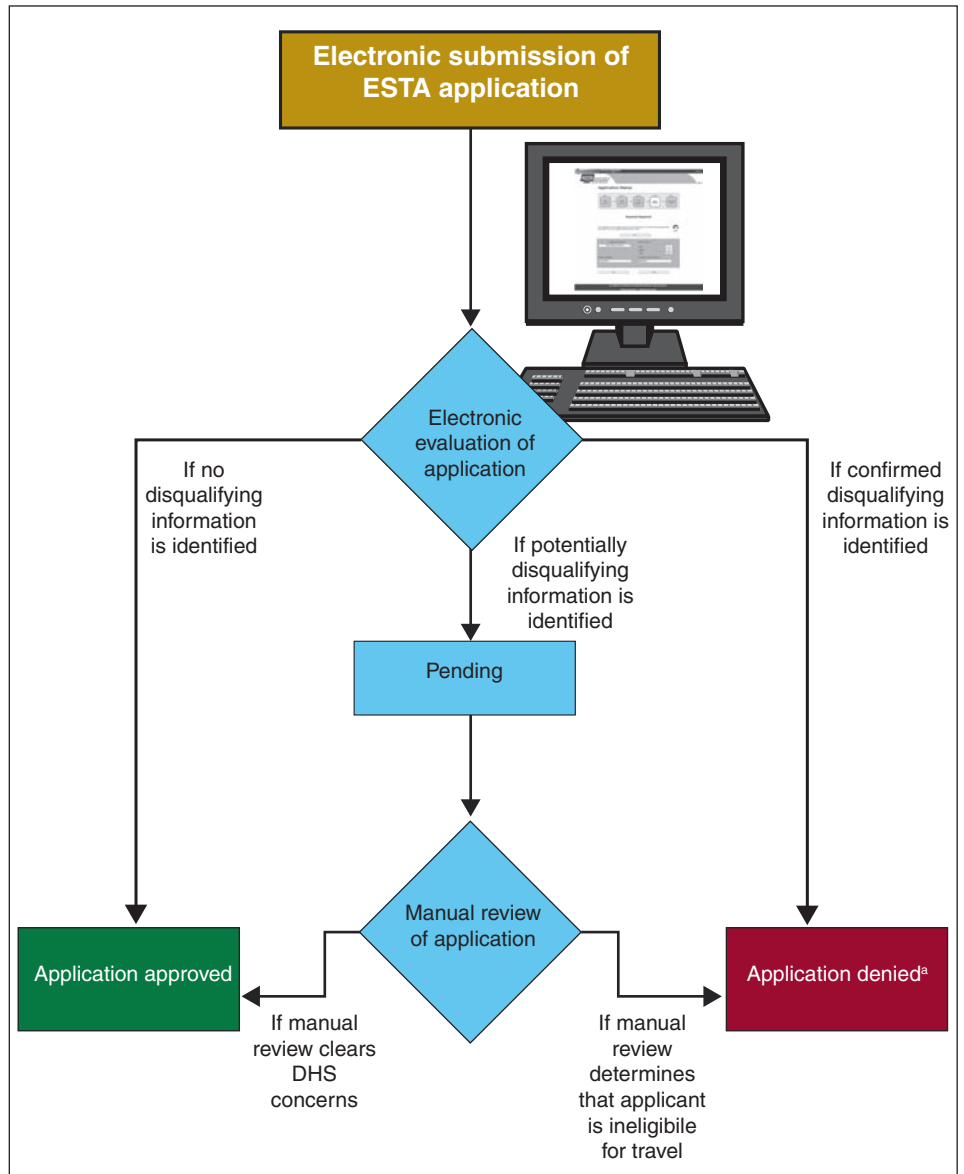 Electronic submission of
ESTA application
Application Status
Electronic
evaluation of
application
If no
disqualifying
information
is identified
If confirmed
disqualifying
information is
identified
If potentially
disqualifying
information is
identified
Pending
Manual review
of application
Application approved
Application deniedᵃ
If manual
review clears
DHS
concerns
If manual
review
determines
that applicant
is ineligibile
for travel